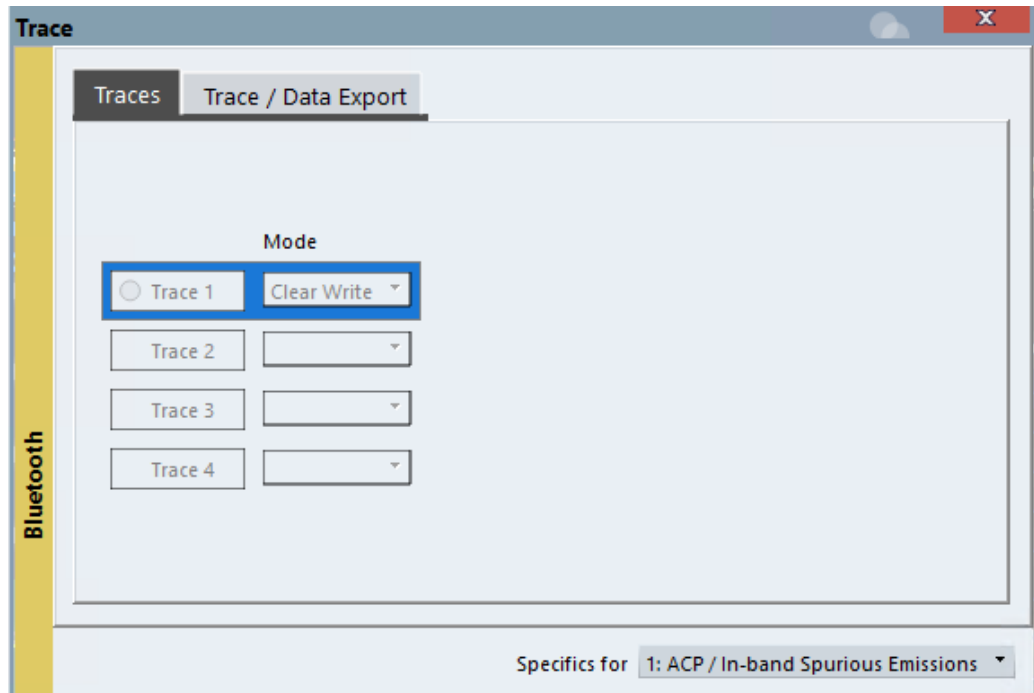 Trace
X
Traces
Trace / Data Export
Mode
Trace 1
Clear Write
Trace 2
Trace 3
Trace 4
Bluetooth
Specifics for
1: ACP / In-band Spurious Emissions